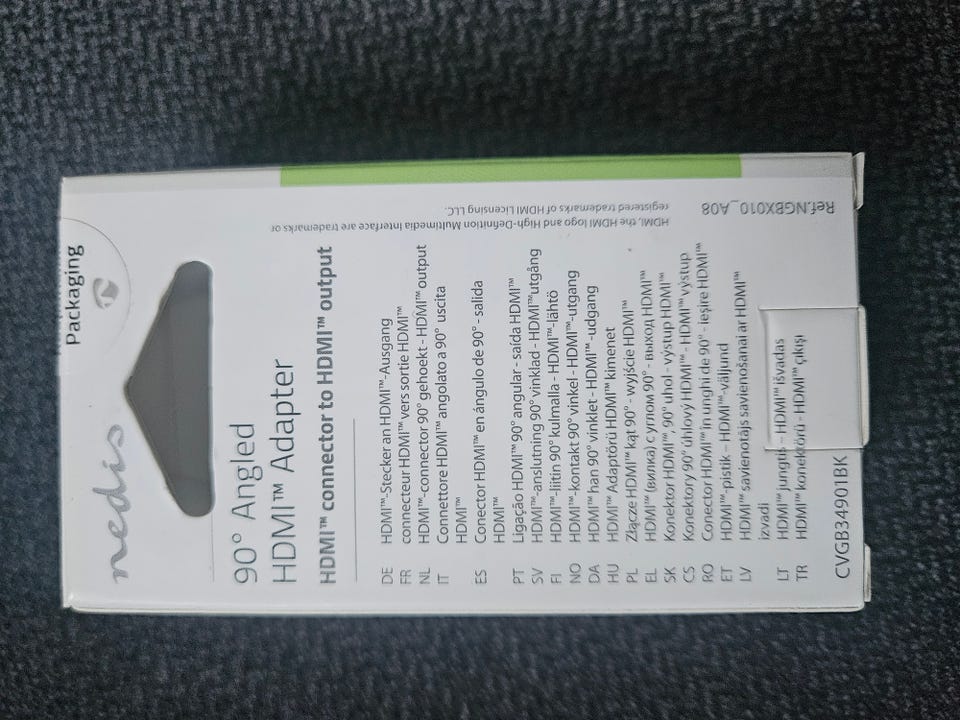 Packaging
nedis
90° Angled
HDMI™ Adapter
HDMI™ connector to HDMI™ output
DE HDMI™-Stecker an HDMI™-Ausgang
FR connecteur HDMI™ vers sortie HDMI™
NL HDMI™-connector 90° gehoekt - HDMI™ output
IT Connettore HDMI™ angolato a 90° uscita
HDMI™
ES Conector HDMI™ en ángulo de 90° - salida
HDMI™
PT Ligação HDMI™ 90° angular - saída HDMI™
SV HDMI™-anslutning 90° vinklad - HDMI™utgång
FI HDMI™-liitin 90° kulmalla - HDMI™-lähtö
NO HDMI™-kontakt 90° vinkel - HDMI™-utgang
DA HDMI™ han 90° vinklet - HDMI™-udgang
HU HDMI™ Adaptörü HDMI™ kimenet
PL Złącze HDMI™ kąt 90° - wyjście HDMI™
EL HDMI™ (вилка) с углом 90° - выход HDMI™
SK Konektor HDMI™, 90° uhol - výstup HDMI™
CS Konektory 90° úhlový HDMI™ - HDMI™ výstup
RO Conector HDMI™ în unghi de 90° - ieşire HDMI™
ET HDMI™-pistik – HDMI™-väljund
LV HDMI™ savienotājs savienošanai ar HDMI™
izvadi
LT HDMI™ jungtis – HDMI™ išvadas
TR HDMI™ konektörü – HDMI™ çıkışı
CVGB34901BK
HDMI, the HDMI logo and High-Definition Multimedia Interface are trademarks or
registered trademarks of HDMI Licensing LLC.
Ref.NGBX010_A08